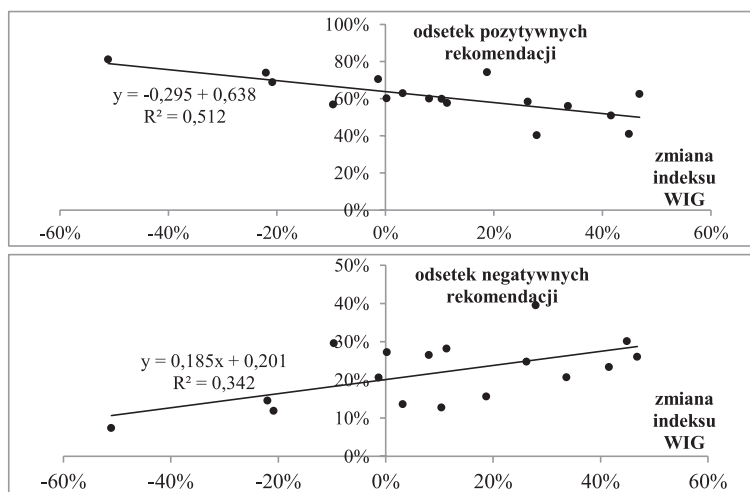 100%
odsetek pozytywnych
rekomendacji
80%
y = -0,295 + 0,638
60%
R² = 0,512
40%
zmiana
indeksu
WIG
20%
0%
-60%
-40%
-20%
0%
20%
40%
60%
50%
odsetek negatywnych
rekomendacji
40%
30%
y = 0,185x + 0,201
R² = 0,342
20%
10%
zmiana
indeksu
WIG
0%
-60%
-40%
-20%
0%
20%
40%
60%